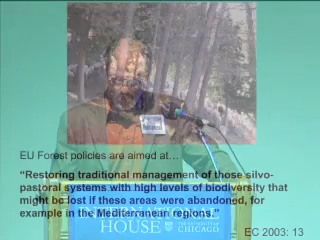 EU Forest policies are aimed at…
“Restoring traditional management of those silvo-
pastoral systems with high levels of biodiversity that
might be lost if these areas were abandoned, for
example in the Mediterranean regions.”
HOUSE
CHICAGO
EC 2003: 13